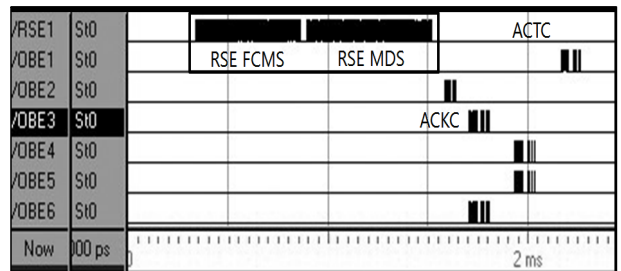 /RSE1 St0 ACTC
/OBE1 St0 RSE FCMS RSE MDS
/OBE2 St0
/OBE3 St0 ACKC
/OBE4 St0
/OBE5 St0
/OBE6 St0
Now 000 ps 2 ms